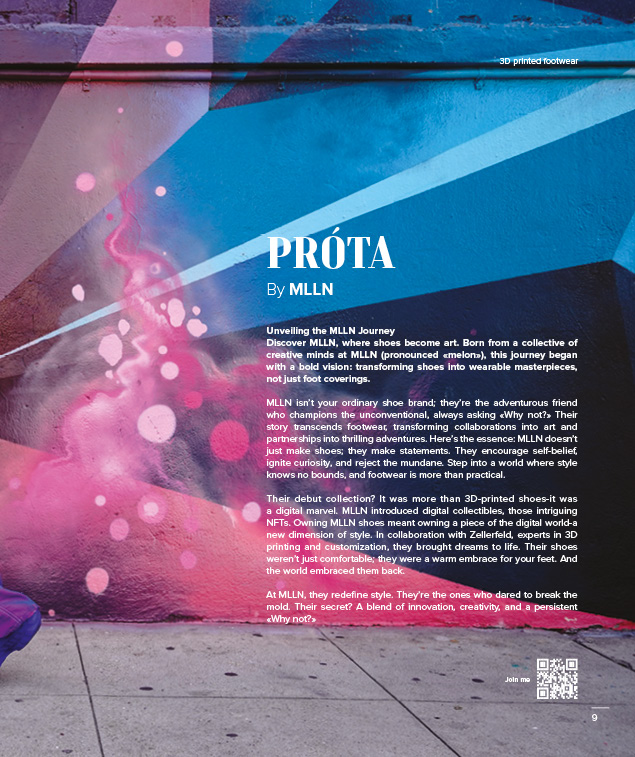 3D printed footwear
PRÓTA
By MLLN
Unveiling the MLLN Journey
Discover MLLN, where shoes become art. Born from a collective of
creative minds at MLLN (pronounced «melon»), this journey began
with a bold vision: transforming shoes into wearable masterpieces,
not just foot coverings.
MLLN isn't your ordinary shoe brand; they're the adventurous friend
who champions the unconventional, always asking «Why not?» Their
story transcends footwear, transforming collaborations into art and
partnerships into thrilling adventures. Here's the essence: MLLN doesn't
just make shoes; they make statements. They encourage self-belief,
ignite curiosity, and reject the mundane. Step into a world where style
knows no bounds, and footwear is more than practical.
Their debut collection? It was more than 3D-printed shoes-it was
a digital marvel. MLLN introduced digital collectibles, those intriguing
NFTs. Owning MLLN shoes meant owning a piece of the digital world-a
new dimension of style. In collaboration with Zellerfeld, experts in 3D
printing and customization, they brought dreams to life. Their shoes
weren't just comfortable; they were a warm embrace for your feet. And
the world embraced them back.
At MLLN, they redefine style. They're the ones who dared to break the
mold. Their secret? A blend of innovation, creativity, and a persistent
«Why not?»
Join me
9